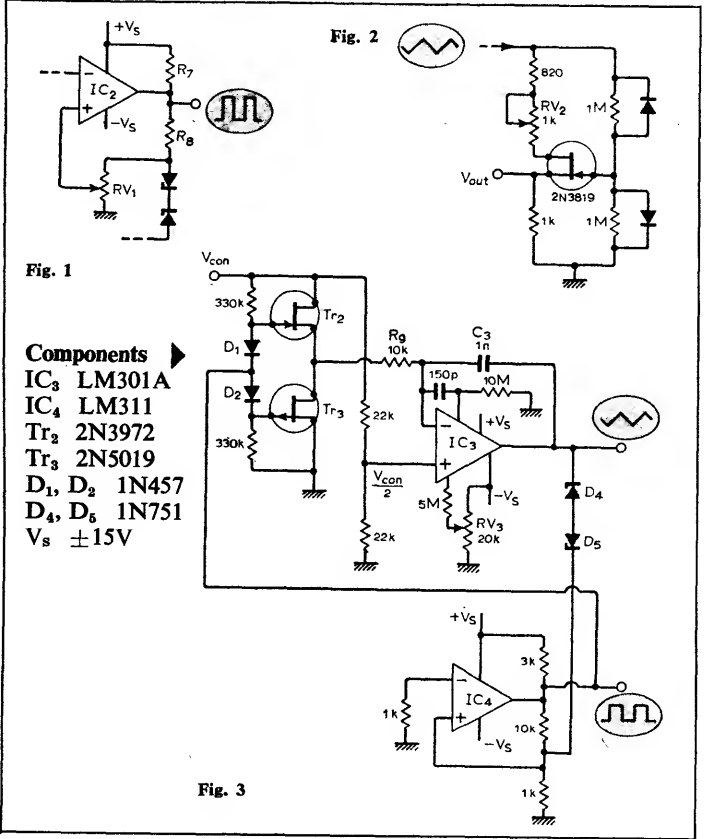 Fig. 1
+Vs
IC2
−
+
−Vs
R7
R8
RV1
Fig. 2
820
RV2
1k
1M
2N3819
Vout
1k
1M
Vcon
330k
Tr2
D1
D2
Tr3
330k
R9
10k
C3
1n
150p
10M
22k
−
+
IC3
+Vs
−Vs
Vcon
2
5M
RV3
20k
22k
D4
D5
Components
IC3 LM301A
IC4 LM311
Tr2 2N3972
Tr3 2N5019
D1, D2 1N457
D4, D5 1N751
Vs ±15V
+Vs
3k
−
+
IC4
1k
10k
−Vs
1k
Fig. 3